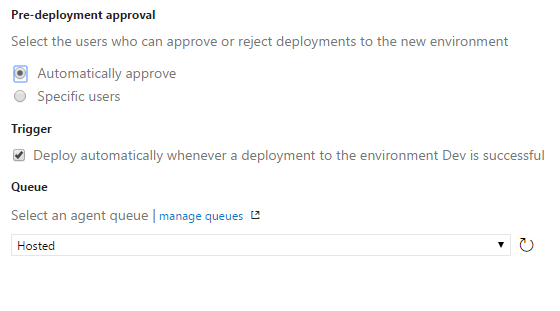 Pre-deployment approval
Select the users who can approve or reject deployments to the new environment
Automatically approve
Specific users
Trigger
Deploy automatically whenever a deployment to the environment Dev is successful
Queue
Select an agent queue | manage queues
Hosted